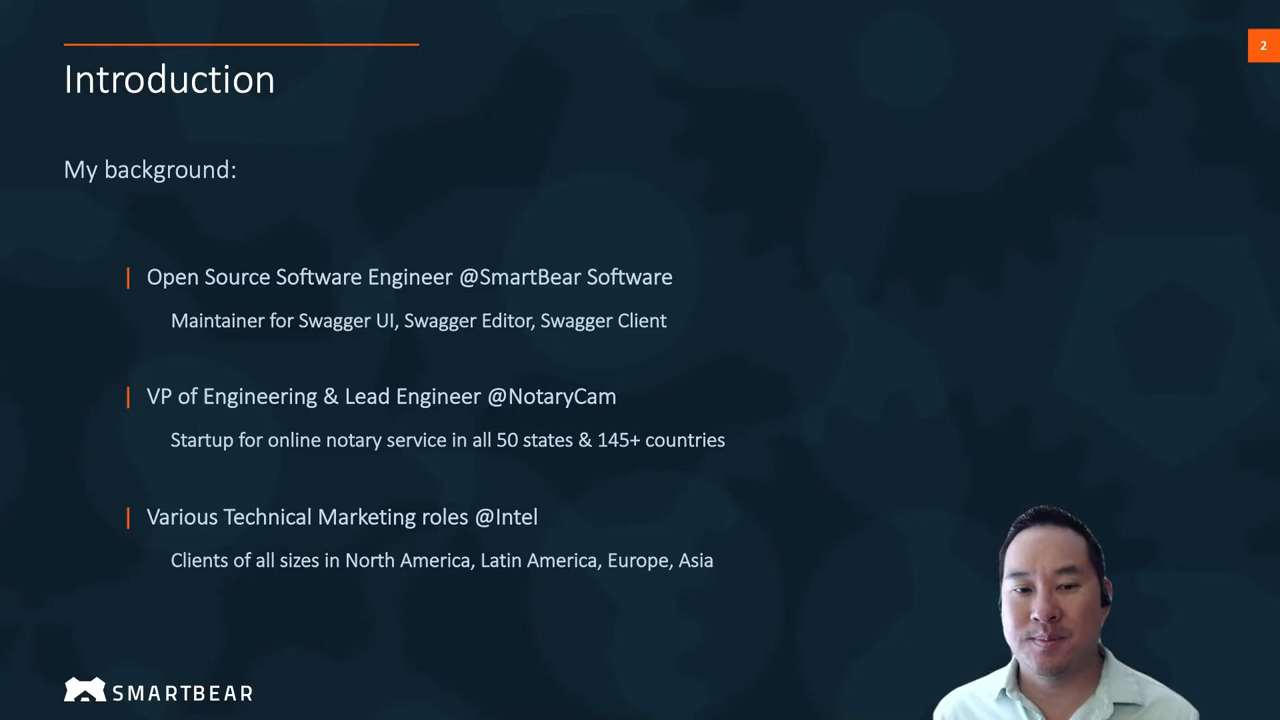 2
Introduction
My background:
Open Source Software Engineer @SmartBear Software
Maintainer for Swagger UI, Swagger Editor, Swagger Client
VP of Engineering & Lead Engineer @NotaryCam
Startup for online notary service in all 50 states & 145+ countries
Various Technical Marketing roles @Intel
Clients of all sizes in North America, Latin America, Europe, Asia
SMARTBEAR